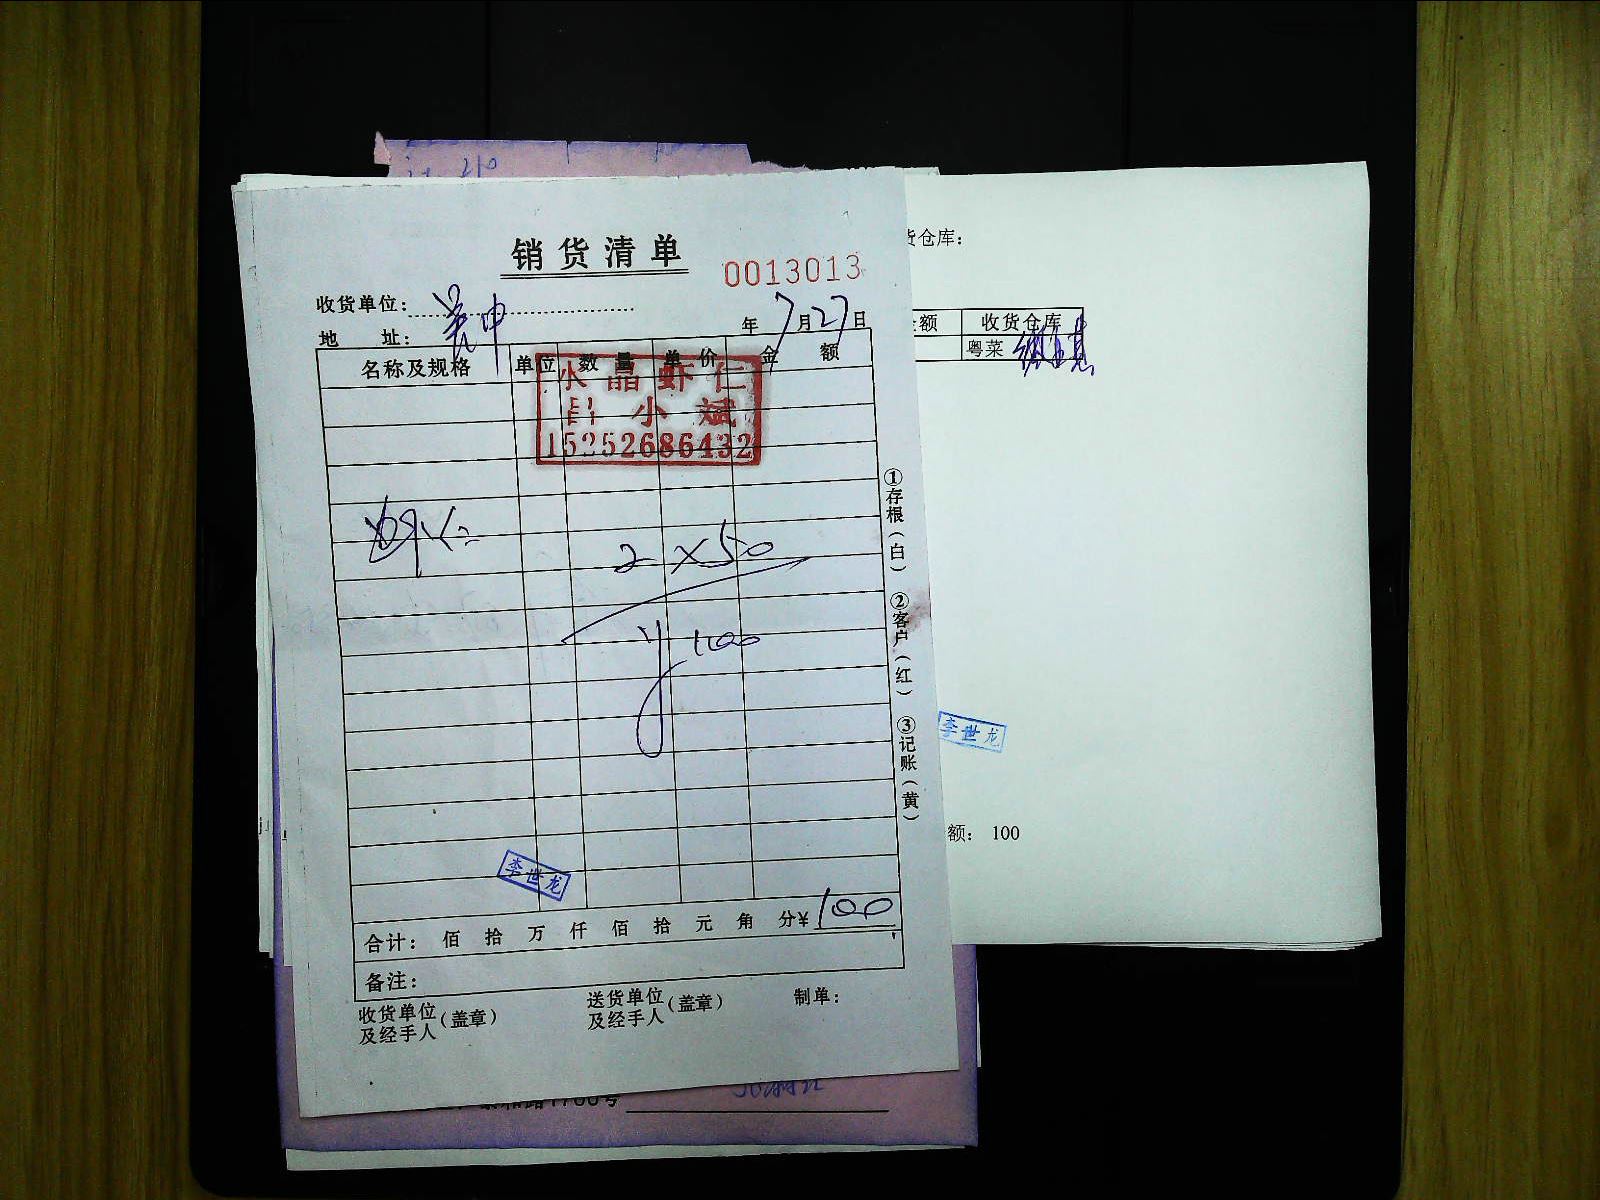 销货清单
0013013
收货单位：
地 址：
年 7 月 27 日
名称及规格 单位 数量 单价 金额
水晶虾仁
吕小斌
15252686432
虾仁 2×50
¥100
李世龙
合计： 佰 拾 万 仟 佰 拾 元 角 分¥ 100
备注：
收货单位及经手人（盖章） 送货单位及经手人（盖章） 制单：
①存根（白） ②客户（红） ③记账（黄）
货仓库：
金额 收货仓库
粤菜
李世龙
额： 100